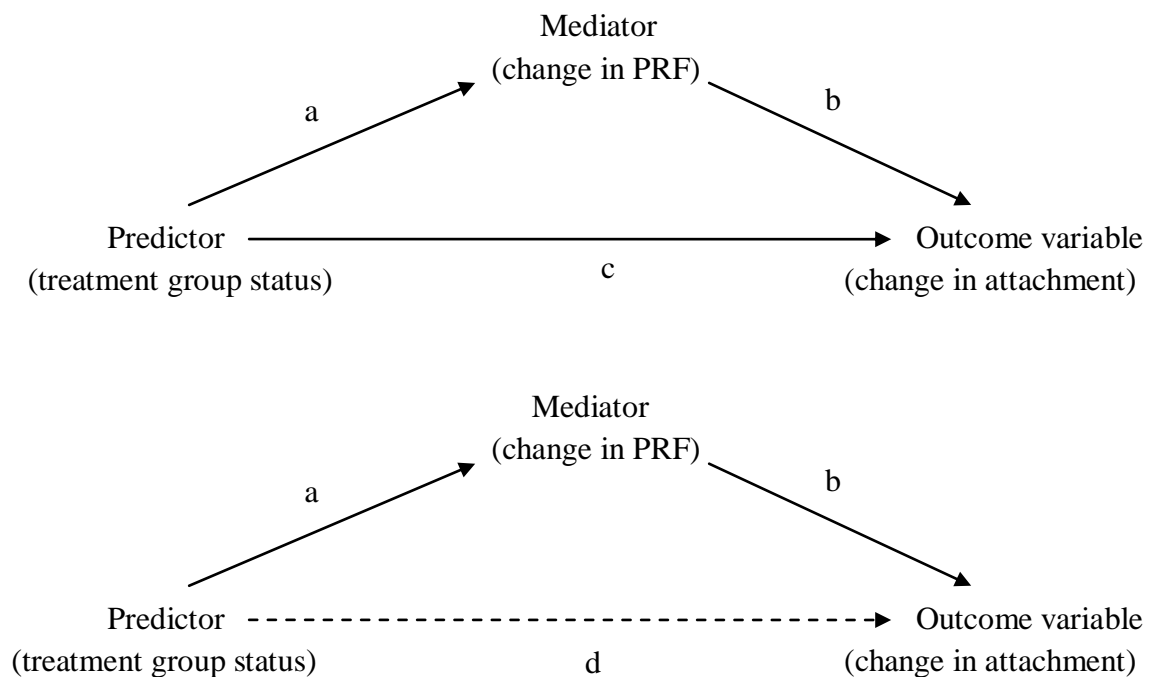 Mediator
(change in PRF)
a
b
Predictor
Outcome variable
c
(treatment group status)
(change in attachment)
Mediator
(change in PRF)
a
b
Predictor
Outcome variable
(treatment group status)
d
(change in attachment)